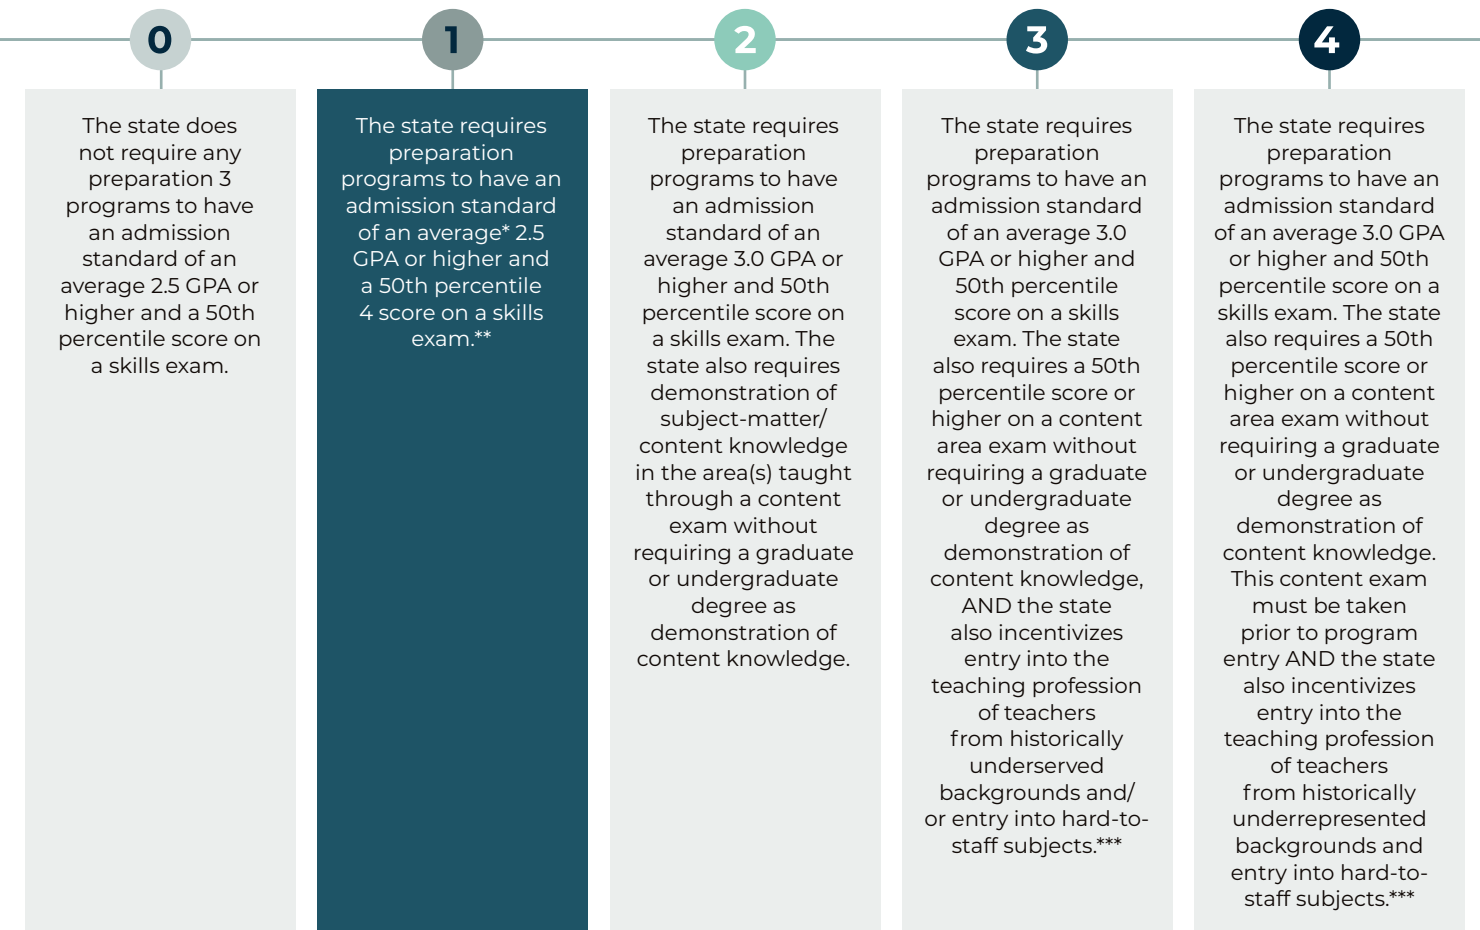 0
The state does
not require any
preparation 3
programs to have
an admission
standard of an
average 2.5 GPA or
higher and a 50th
percentile score on
a skills exam.
1
The state requires
preparation
programs to have an
admission standard
of an average* 2.5
GPA or higher and
a 50th percentile
4 score on a skills
exam.**
2
The state requires
preparation
programs to have
an admission
standard of an
average 3.0 GPA or
higher and 50th
percentile score on
a skills exam. The
state also requires
demonstration of
subject-matter/
content knowledge
in the area(s) taught
through a content
exam without
requiring a graduate
or undergraduate
degree as
demonstration of
content knowledge.
3
The state requires
preparation
programs to have an
admission standard
of an average 3.0
GPA or higher and
50th percentile
score on a skills
exam. The state
also requires a 50th
percentile score or
higher on a content
area exam without
requiring a graduate
or undergraduate
degree as
demonstration of
content knowledge,
AND the state
also incentivizes
entry into the
teaching profession
of teachers
from historically
underserved
backgrounds and/
or entry into hard-to-
staff subjects.***
4
The state requires
preparation
programs to have an
admission standard
of an average 3.0 GPA
or higher and 50th
percentile score on a
skills exam. The state
also requires a 50th
percentile score or
higher on a content
area exam without
requiring a graduate
or undergraduate
degree as
demonstration of
content knowledge.
This content exam
must be taken
prior to program
entry AND the state
also incentivizes
entry into the
teaching profession
of teachers
from historically
underrepresented
backgrounds and
entry into hard-to-
staff subjects.***